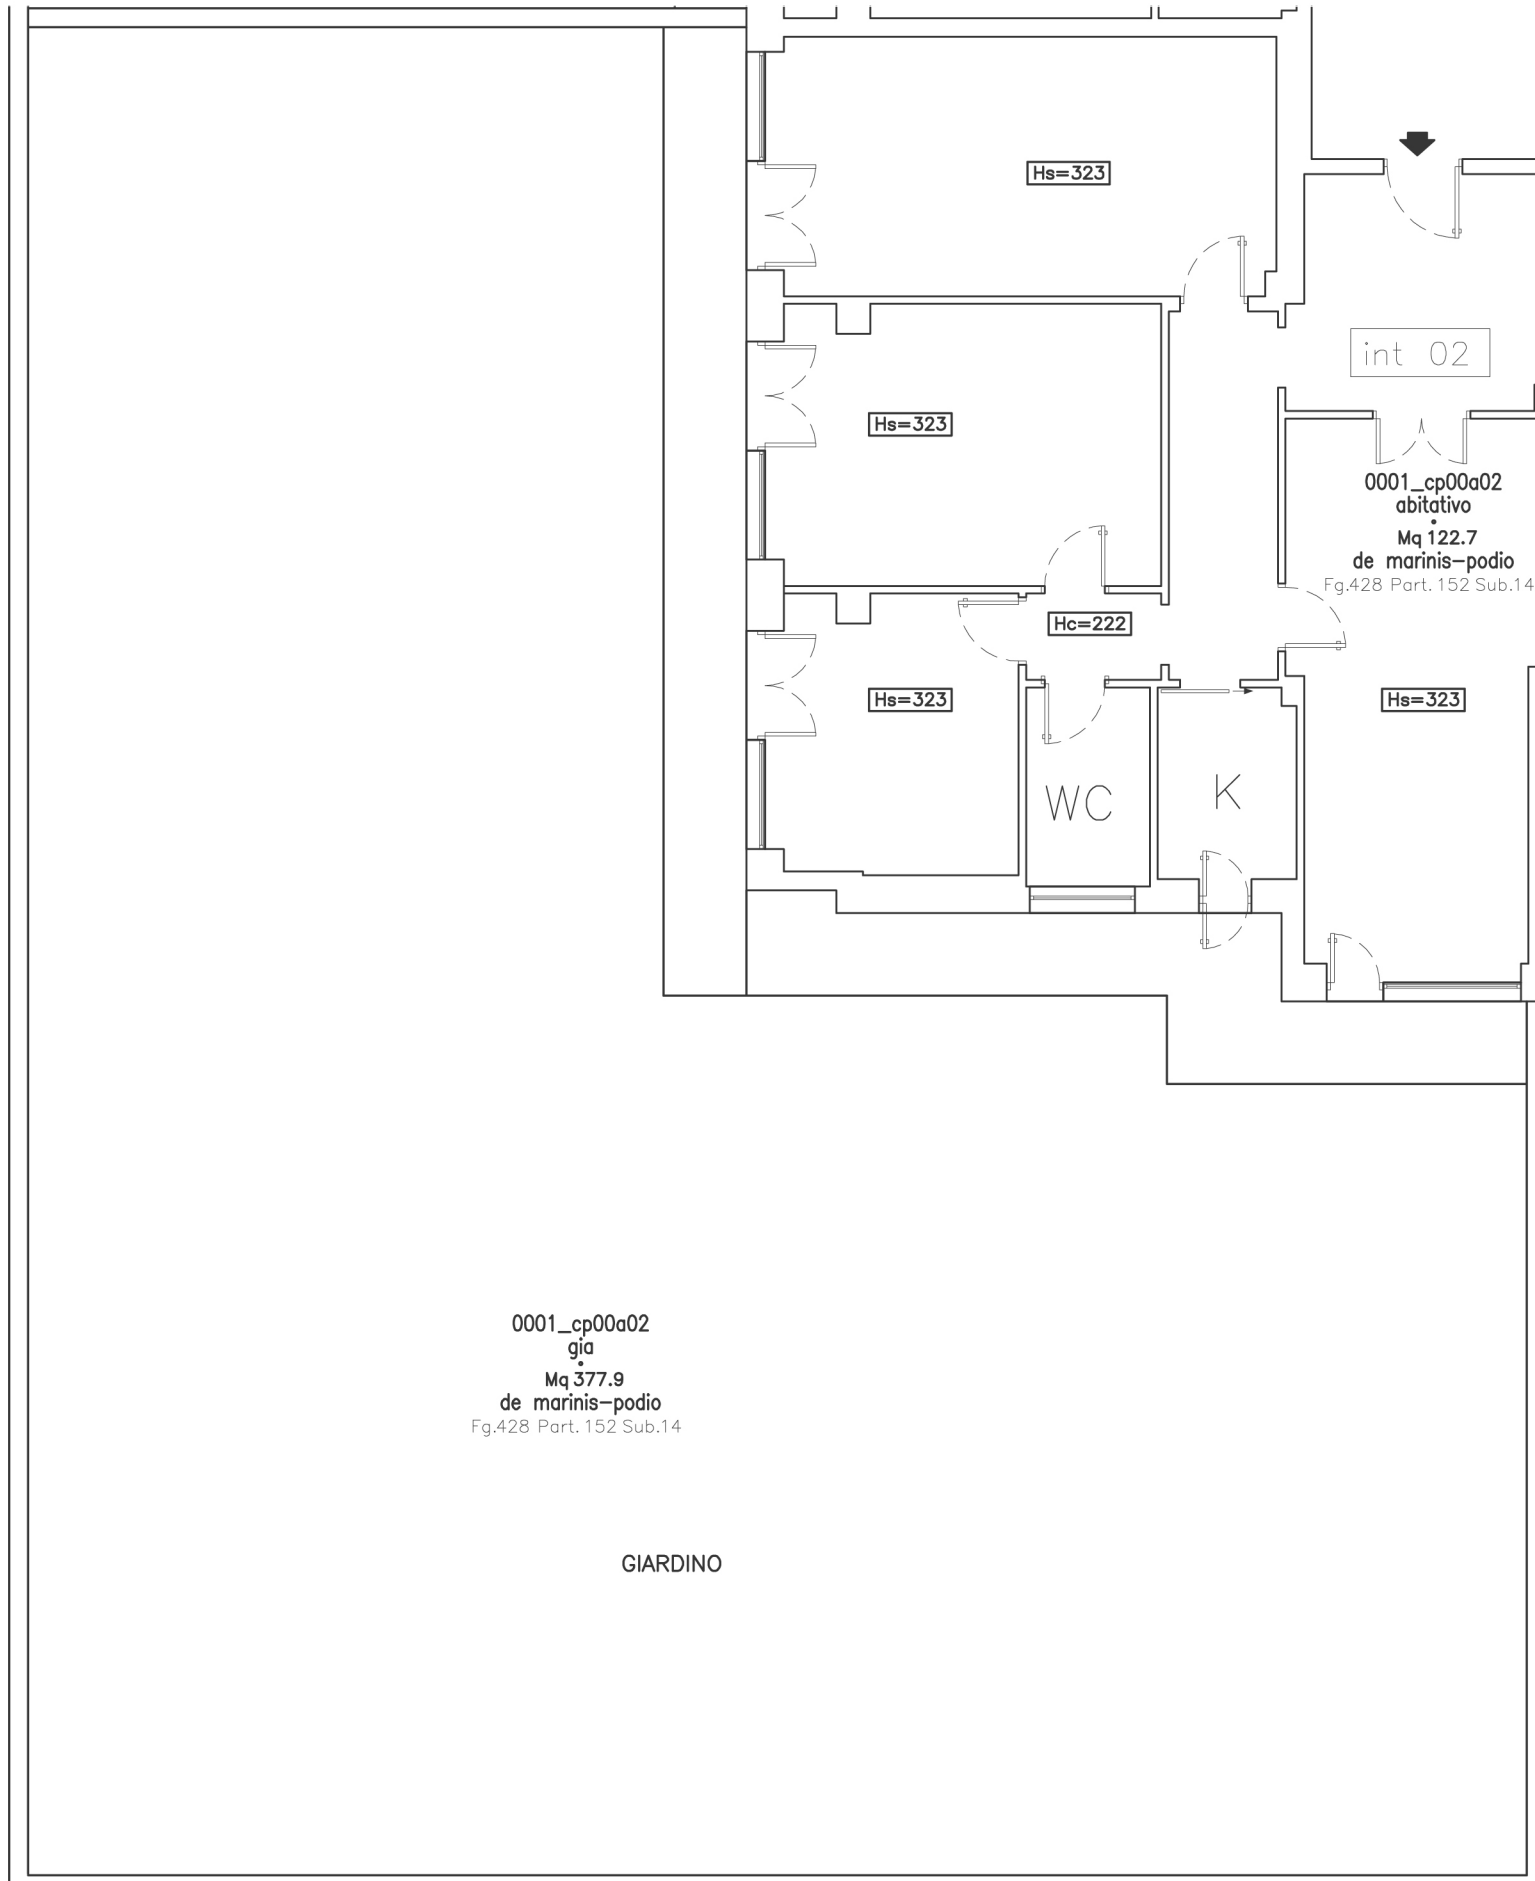 Hs=323
int 02
Hs=323
0001_cp00a02
abitativo
Mq 122.7
de marinis-podio
Fg.428 Part. 152 Sub.14
Hc=222
Hs=323
Hs=323
WC
K
0001_cp00a02
gia
Mq 377.9
de marinis-podio
Fg.428 Part. 152 Sub.14
GIARDINO